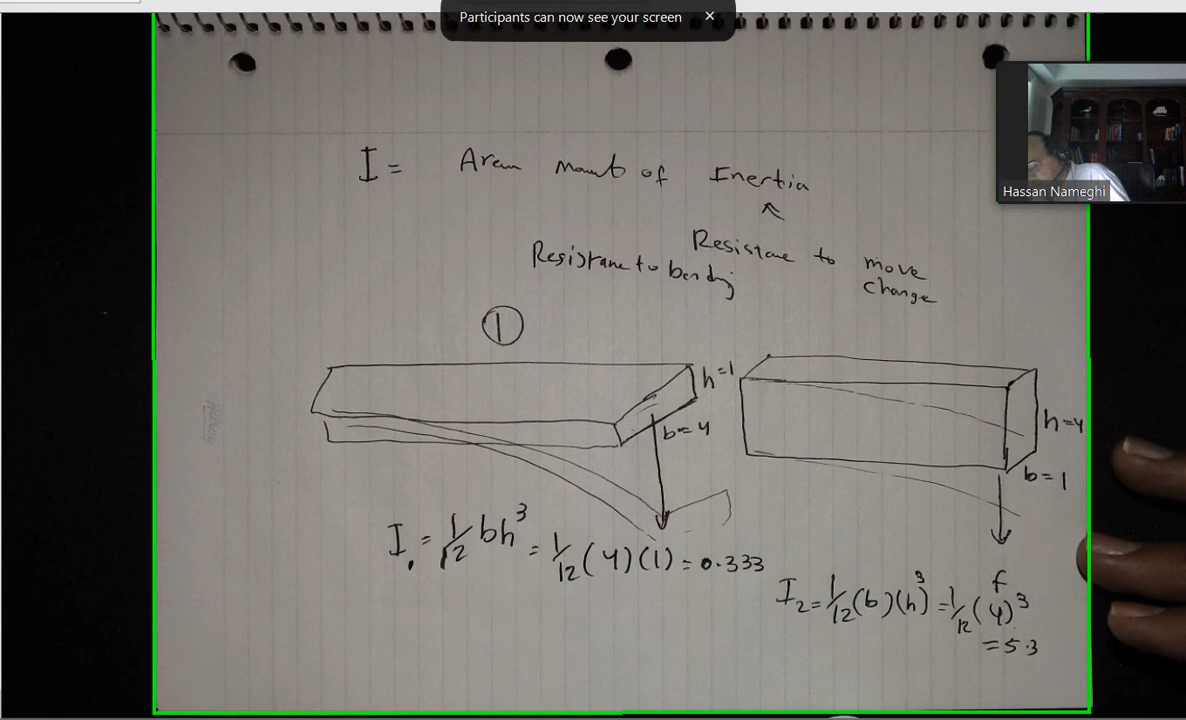 Participants can now see your screen
Hassan Nameghi
I = Area momt of Inertia
Resistance to move
change
Resistance to bending
1
h=1
b=4
h=4
b=1
I₁ = 1/12 bh³ = 1/12 (4)(1) = 0.333
f
I₂ = 1/12 (b)(h)³ = 1/12 (4)³
= 5.3